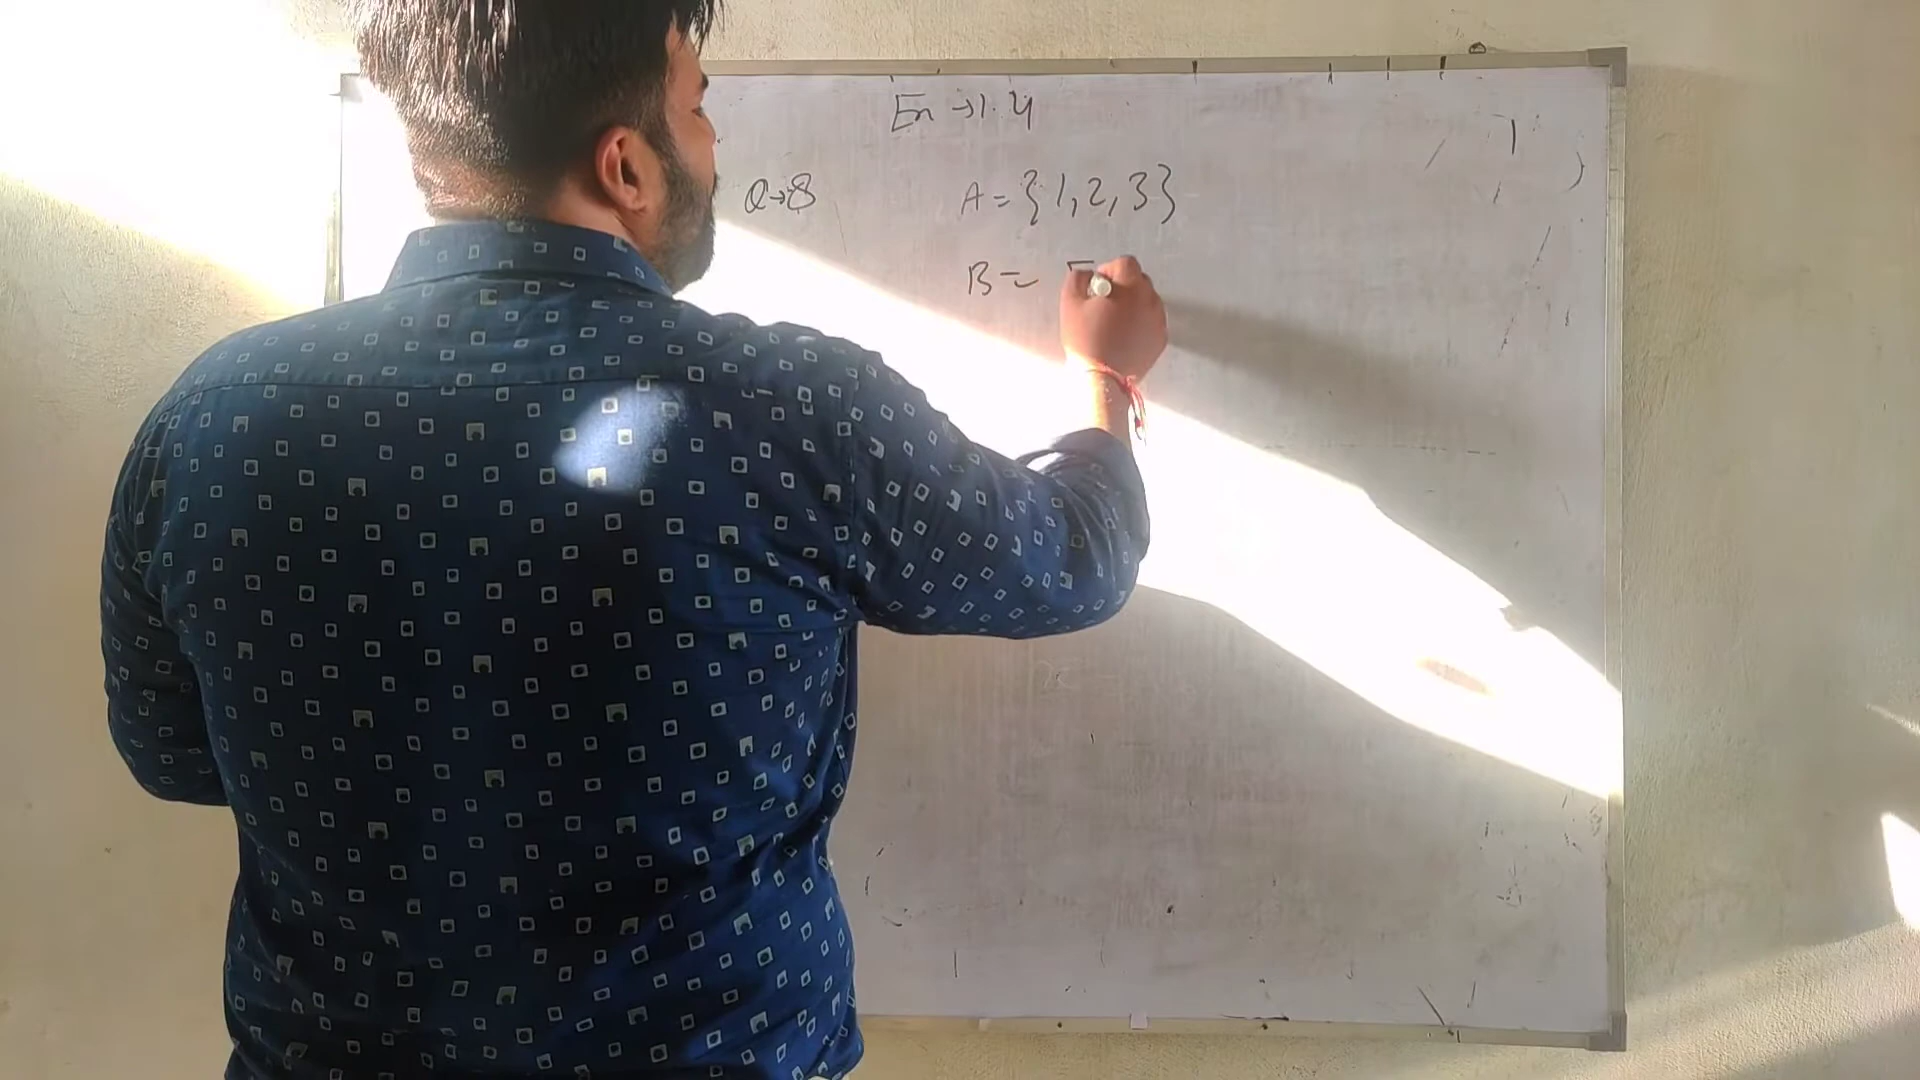 Ex → 1.4
Q → 8 A = {1, 2, 3}
B =